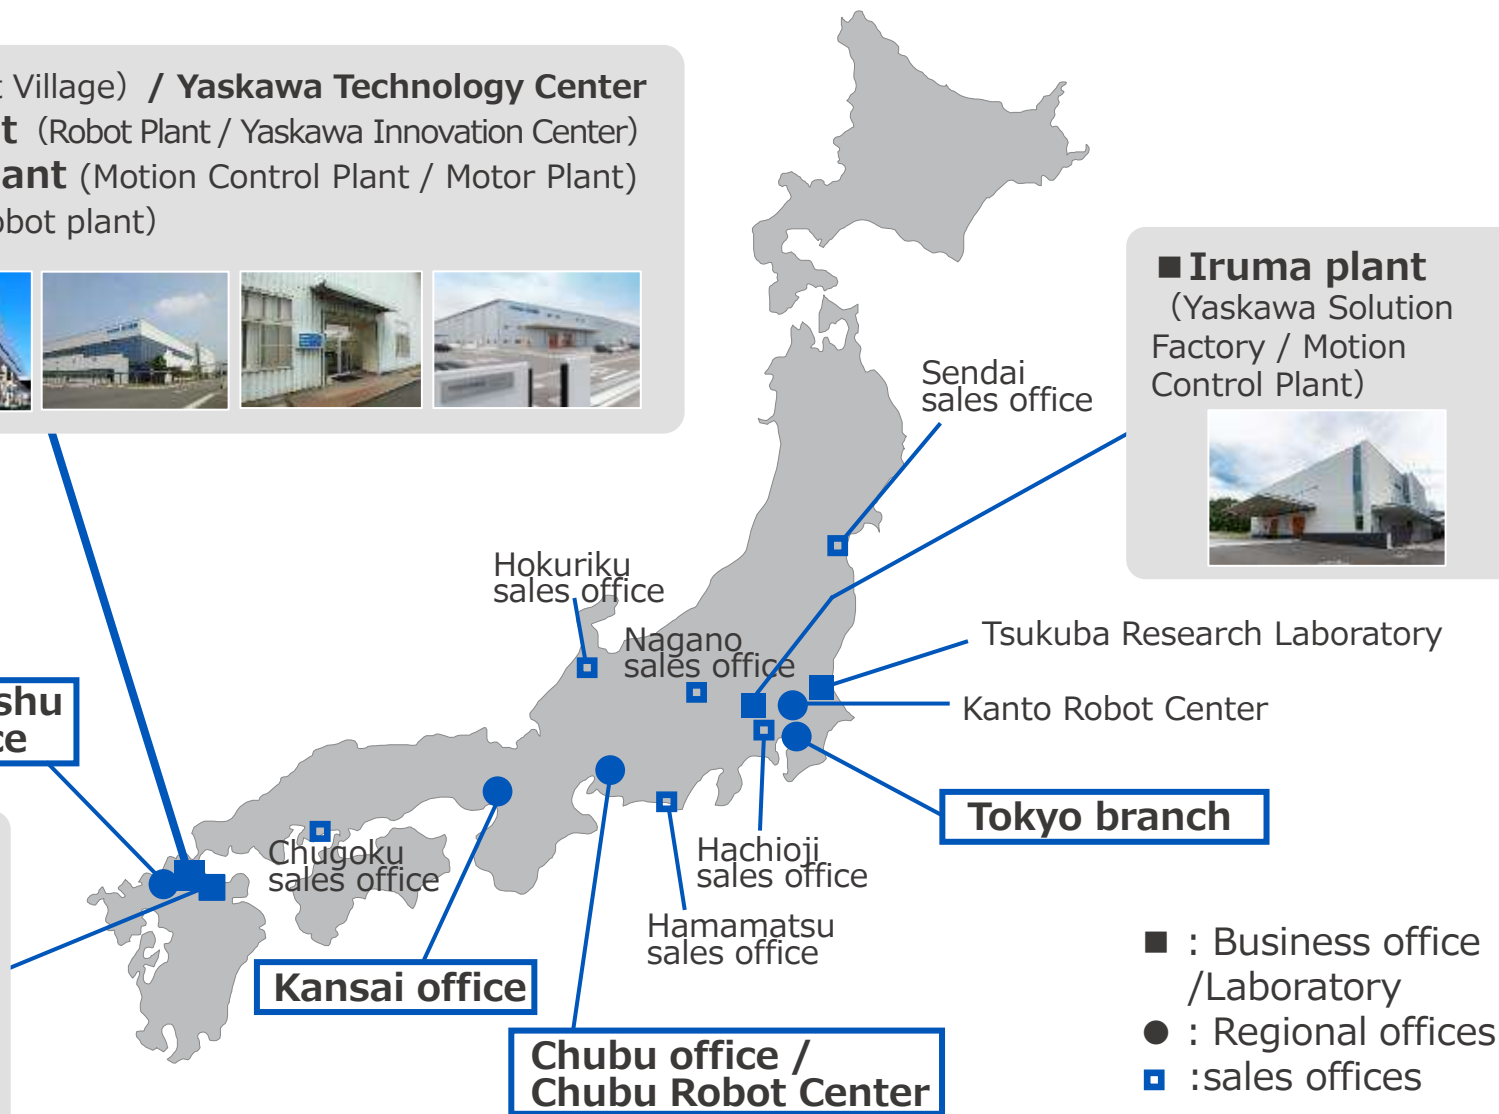 t Village) / Yaskawa Technology Center
t (Robot Plant / Yaskawa Innovation Center)
ant (Motion Control Plant / Motor Plant)
obot plant)
■ Iruma plant
(Yaskawa Solution
Factory / Motion
Control Plant)
Sendai
sales office
Hokuriku
sales office
Nagano
sales office
Tsukuba Research Laboratory
Kanto Robot Center
shu
ce
Tokyo branch
Chugoku
sales office
Hachioji
sales office
Hamamatsu
sales office
Kansai office
Chubu office /
Chubu Robot Center
■ : Business office
/Laboratory
● : Regional offices
:sales offices